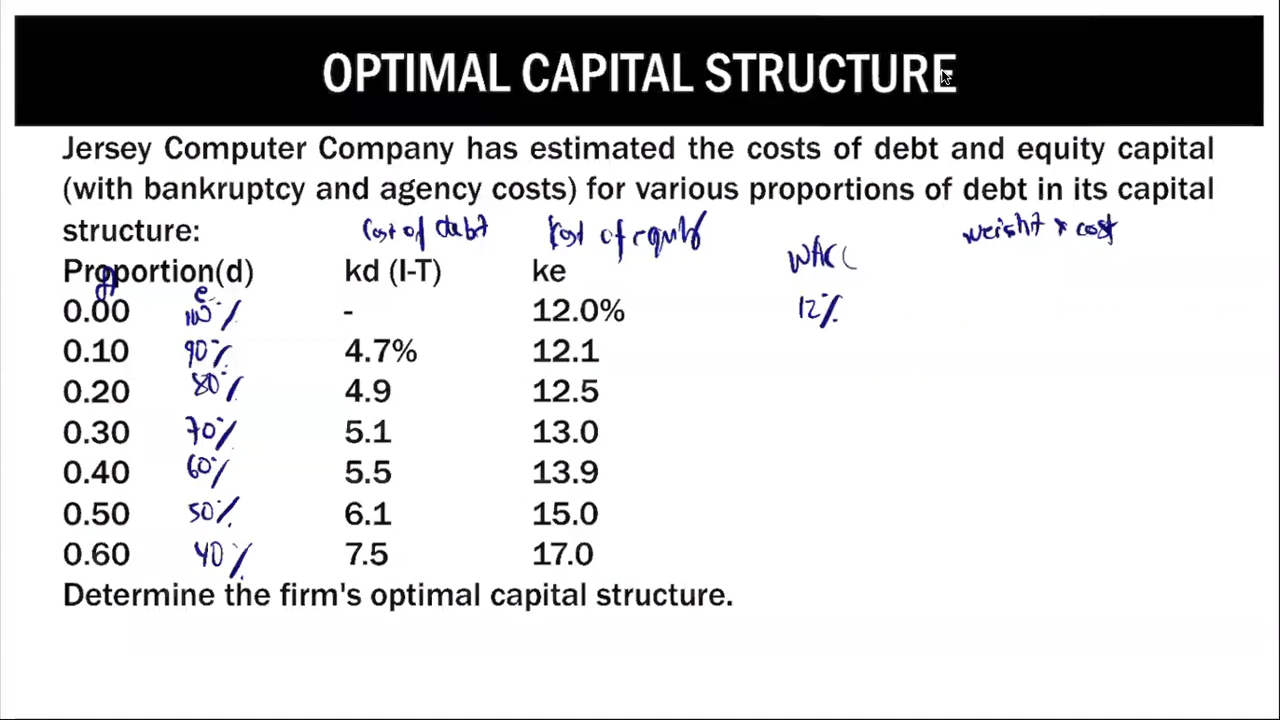 OPTIMAL CAPITAL STRUCTURE
Jersey Computer Company has estimated the costs of debt and equity capital
(with bankruptcy and agency costs) for various proportions of debt in its capital
structure:
Cost of debt Cost of equity weight x cost
Proportion(d) kd (I-T) ke WACC
e
0.00 100% - 12.0% 12%
0.10 90% 4.7% 12.1
0.20 80% 4.9 12.5
0.30 70% 5.1 13.0
0.40 60% 5.5 13.9
0.50 50% 6.1 15.0
0.60 40% 7.5 17.0
Determine the firm's optimal capital structure.